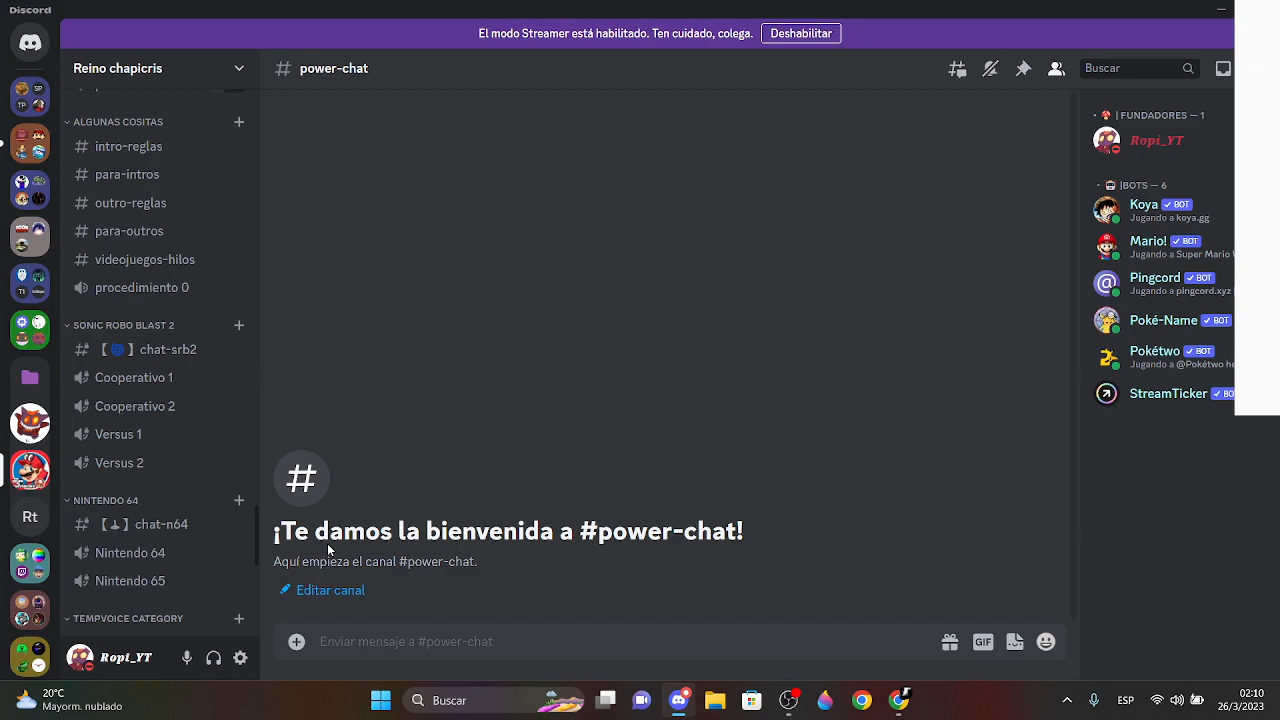 Discord
El modo Streamer está habilitado. Ten cuidado, colega.
Deshabilitar
Reino chapicris
power-chat
Buscar
ALGUNAS COSITAS
intro-reglas
para-intros
outro-reglas
para-outros
videojuegos-hilos
procedimiento 0
SONIC ROBO BLAST 2
【🌀】chat-srb2
Cooperativo 1
Cooperativo 2
Versus 1
Versus 2
NINTENDO 64
【🕹】chat-n64
Nintendo 64
Nintendo 65
TEMPVOICE CATEGORY
Ropi_YT
SP
TP
T1
Rt
#
¡Te damos la bienvenida a #power-chat!
Aquí empieza el canal #power-chat.
Editar canal
Enviar mensaje a #power-chat
GIF
| FUNDADORES — 1
Ropi_YT
|BOTS — 6
Koya ✓ BOT
Jugando a koya.gg
Mario! ✓ BOT
Jugando a Super Mario
Pingcord ✓ BOT
Jugando a pingcord.xyz
Poké-Name ✓ BOT
Pokétwo ✓ BOT
Jugando a @Pokétwo he
StreamTicker ✓ BO
20°C
Mayorm. nublado
Buscar
ESP
02:10
26/3/2023